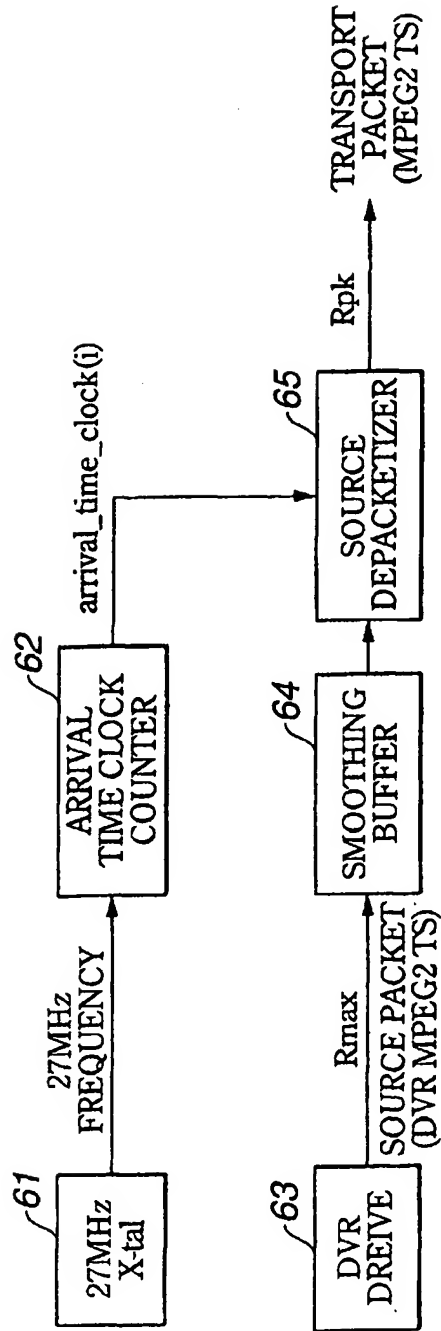 61
27MHz
X-tal
27MHz
FREQUENCY
62
ARRIVAL
TIME CLOCK
COUNTER
arrival_time_clock(i)
63
DVR
DREIVE
Rmax
SOURCE PACKET
(DVR MPEG2 TS)
64
SMOOTHING
BUFFER
65
SOURCE
DEPACKETIZER
Rpk
TRANSPORT
PACKET
(MPEG2 TS)